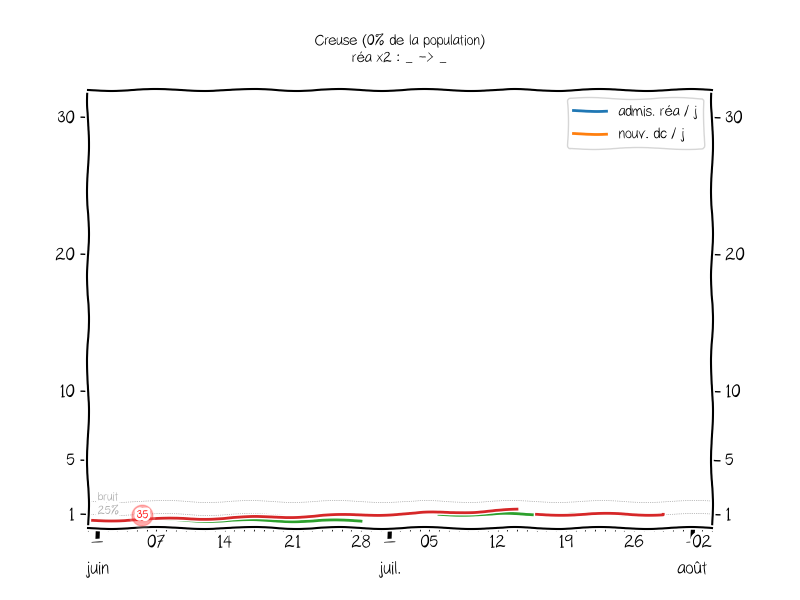 Creuse (0% de la population)
réa x2 : _ -> _
admis. réa / j
nouv. dc / j
30
30
20
20
10
10
5
5
bruit
25%
35
1
1
07
14
21
28
05
12
19
26
02
juin
juil.
août